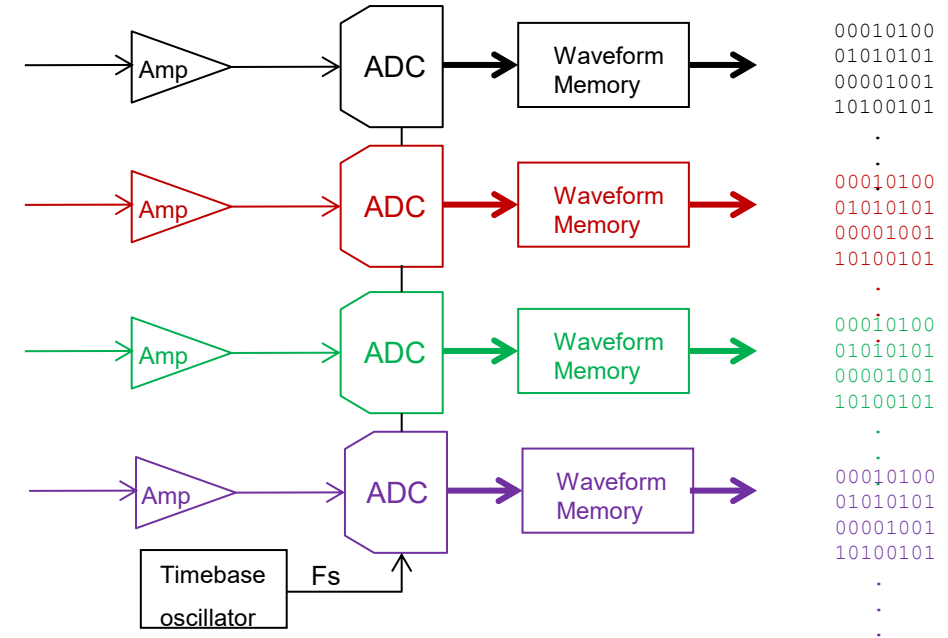 Amp
ADC
Waveform
Memory
00010100
01010101
00001001
10100101
.
.
Amp
ADC
Waveform
Memory
00010100
01010101
00001001
10100101
.
.
.
Amp
ADC
Waveform
Memory
00010100
01010101
00001001
10100101
.
.
.
Amp
ADC
Waveform
Memory
00010100
01010101
00001001
10100101
.
.
.
Timebase
oscillator
Fs